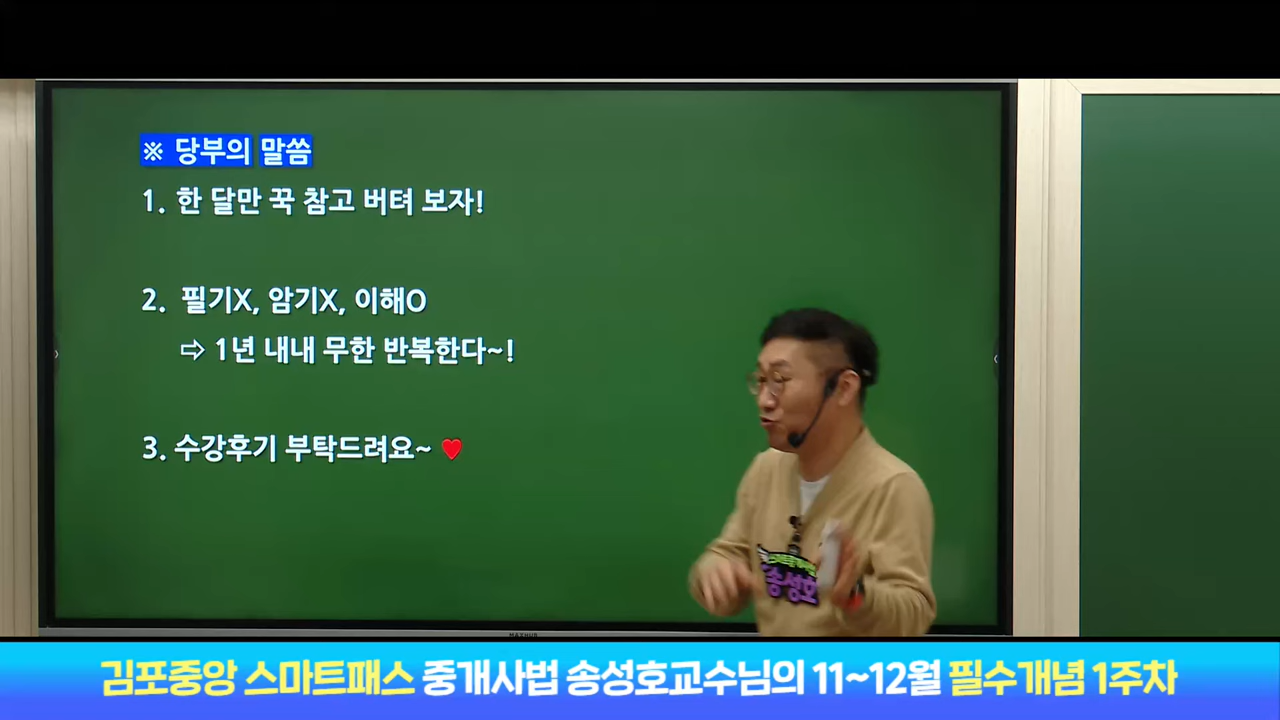 ※ 당부의 말씀
1. 한 달만 꾹 참고 버텨 보자!
2. 필기X, 암기X, 이해O
⇨ 1년 내내 무한 반복한다~!
3. 수강후기 부탁드려요~ ♥
송성호
MAXHUB
김포중앙 스마트패스 중개사법 송성호교수님의 11~12월 필수개념 1주차